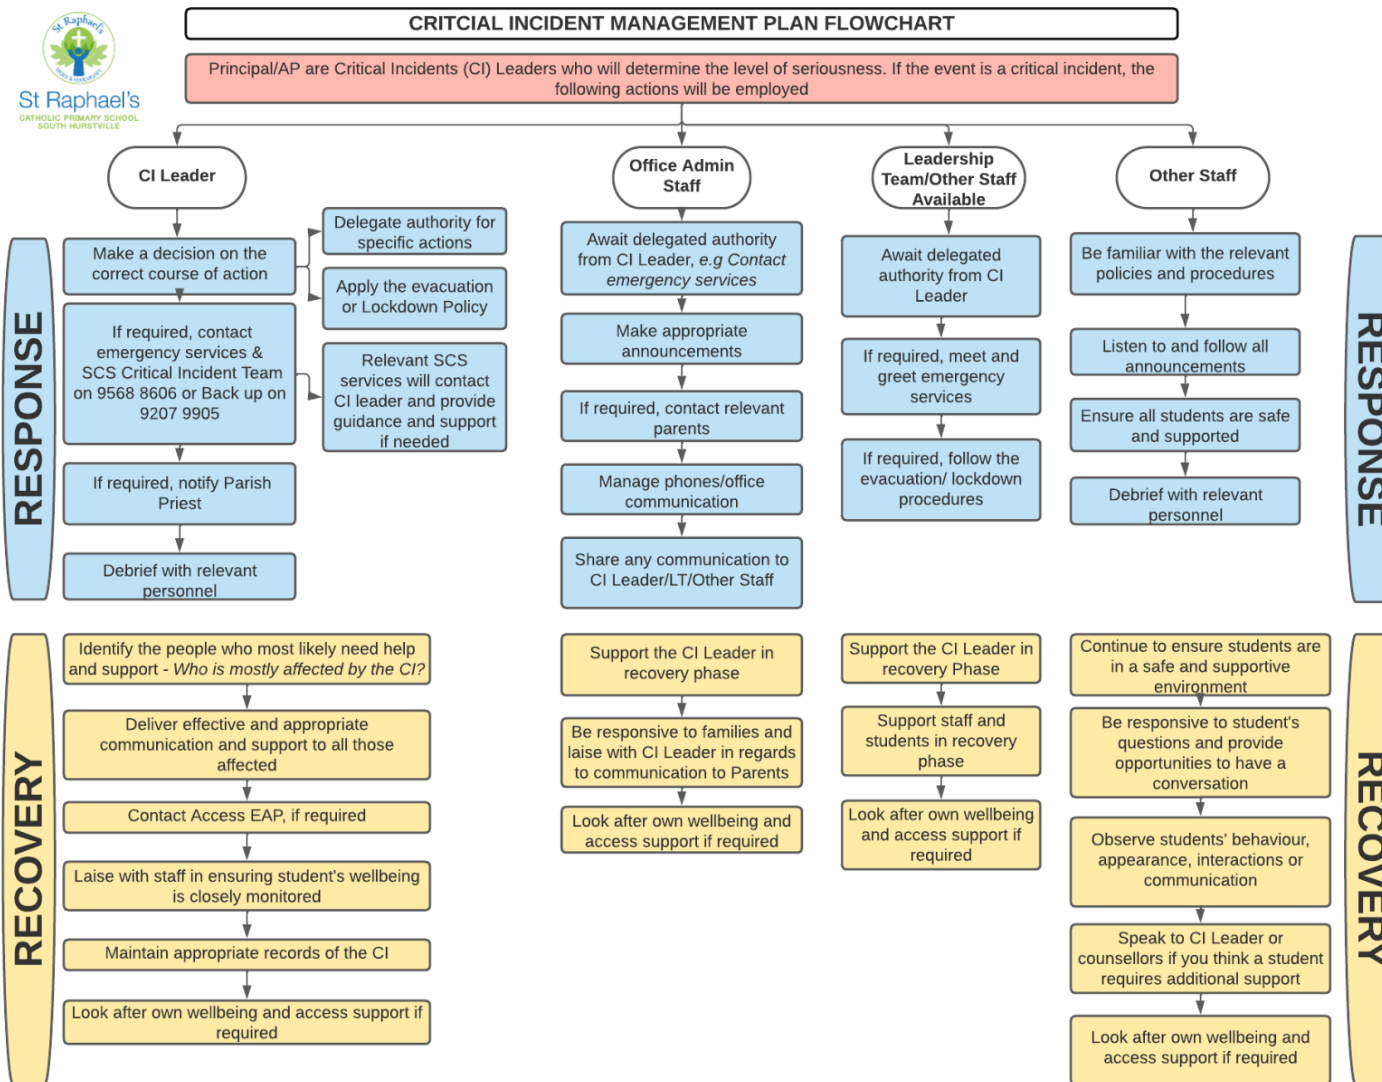 CRITCIAL INCIDENT MANAGEMENT PLAN FLOWCHART
St Raphael's
HOPE & HARMONY
St Raphael's
CATHOLIC PRIMARY SCHOOL
SOUTH HURSTVILLE
Principal/AP are Critical Incidents (CI) Leaders who will determine the level of seriousness. If the event is a critical incident, the
following actions will be employed
CI Leader
Office Admin
Staff
Leadership
Team/Other Staff
Available
Other Staff
RESPONSE
Make a decision on the
correct course of action
Delegate authority for
specific actions
Apply the evacuation
or Lockdown Policy
If required, contact
emergency services &
SCS Critical Incident Team
on 9568 8606 or Back up on
9207 9905
Relevant SCS
services will contact
CI leader and provide
guidance and support
if needed
If required, notify Parish
Priest
Debrief with relevant
personnel
Await delegated authority
from CI Leader, e.g Contact
emergency services
Make appropriate
announcements
If required, contact relevant
parents
Manage phones/office
communication
Share any communication to
CI Leader/LT/Other Staff
Await delegated
authority from CI
Leader
If required, meet and
greet emergency
services
If required, follow the
evacuation/ lockdown
procedures
Be familiar with the relevant
policies and procedures
Listen to and follow all
announcements
Ensure all students are safe
and supported
Debrief with relevant
personnel
RESPONSE
RECOVERY
Identify the people who most likely need help
and support - Who is mostly affected by the CI?
Deliver effective and appropriate
communication and support to all those
affected
Contact Access EAP, if required
Laise with staff in ensuring student's wellbeing
is closely monitored
Maintain appropriate records of the CI
Look after own wellbeing and access support if
required
Support the CI Leader in
recovery phase
Be responsive to families and
laise with CI Leader in regards
to communication to Parents
Look after own wellbeing and
access support if required
Support the CI Leader in
recovery Phase
Support staff and
students in recovery
phase
Look after own wellbeing
and access support if
required
Continue to ensure students are
in a safe and supportive
environment
Be responsive to student's
questions and provide
opportunities to have a
conversation
Observe students' behaviour,
appearance, interactions or
communication
Speak to CI Leader or
counsellors if you think a student
requires additional support
Look after own wellbeing and
access support if required
RECOVERY